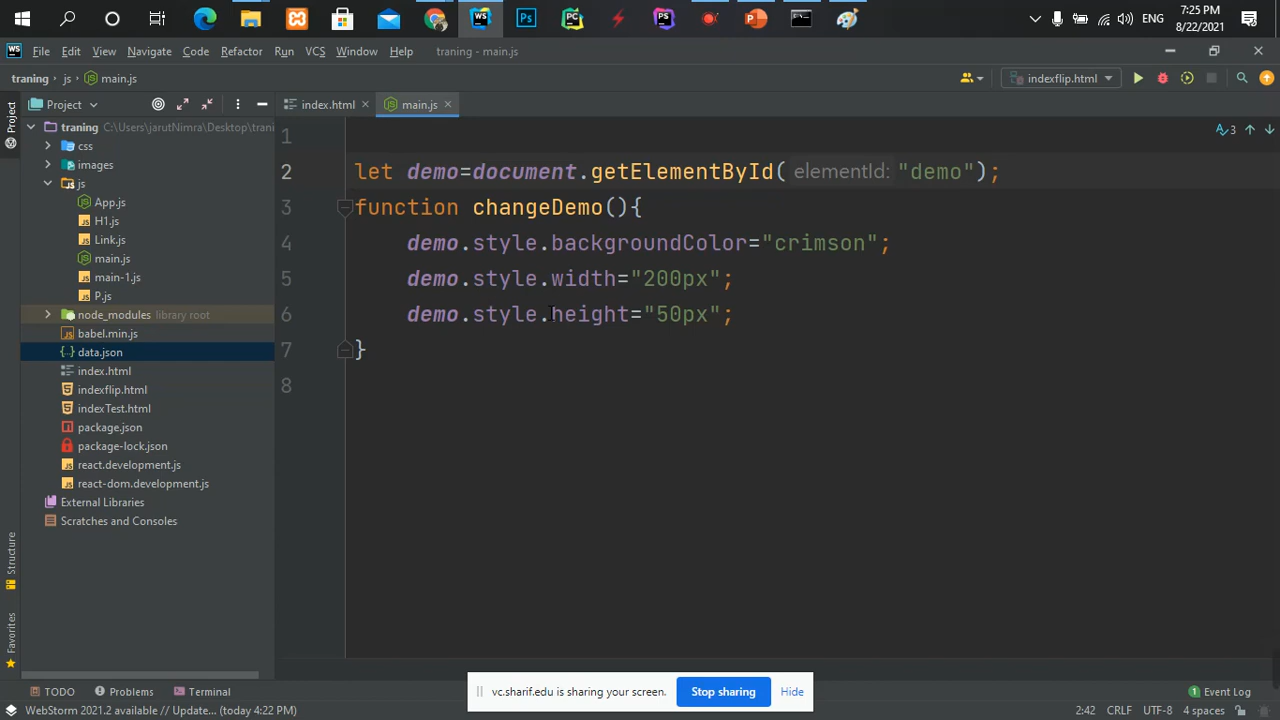 ENG
7:25 PM
8/22/2021
File Edit View Navigate Code Refactor Run VCS Window Help traning - main.js
traning › js › main.js
indexflip.html
Project
index.html
main.js
traning C:\Users\jarutNimra\Desktop\trani
css
images
js
App.js
H1.js
Link.js
main.js
main-1.js
P.js
node_modules library root
babel.min.js
data.json
index.html
indexflip.html
indexTest.html
package.json
package-lock.json
react.development.js
react-dom.development.js
External Libraries
Scratches and Consoles
Project
Structure
Favorites
3
1
2 let demo=document.getElementById( elementId: "demo");
3 function changeDemo(){
4 demo.style.backgroundColor="crimson";
5 demo.style.width="200px";
6 demo.style.height="50px";
7 }
8
vc.sharif.edu is sharing your screen. Stop sharing Hide
TODO Problems Terminal Event Log
WebStorm 2021.2 available // Update... (today 4:22 PM) 2:42 CRLF UTF-8 4 spaces